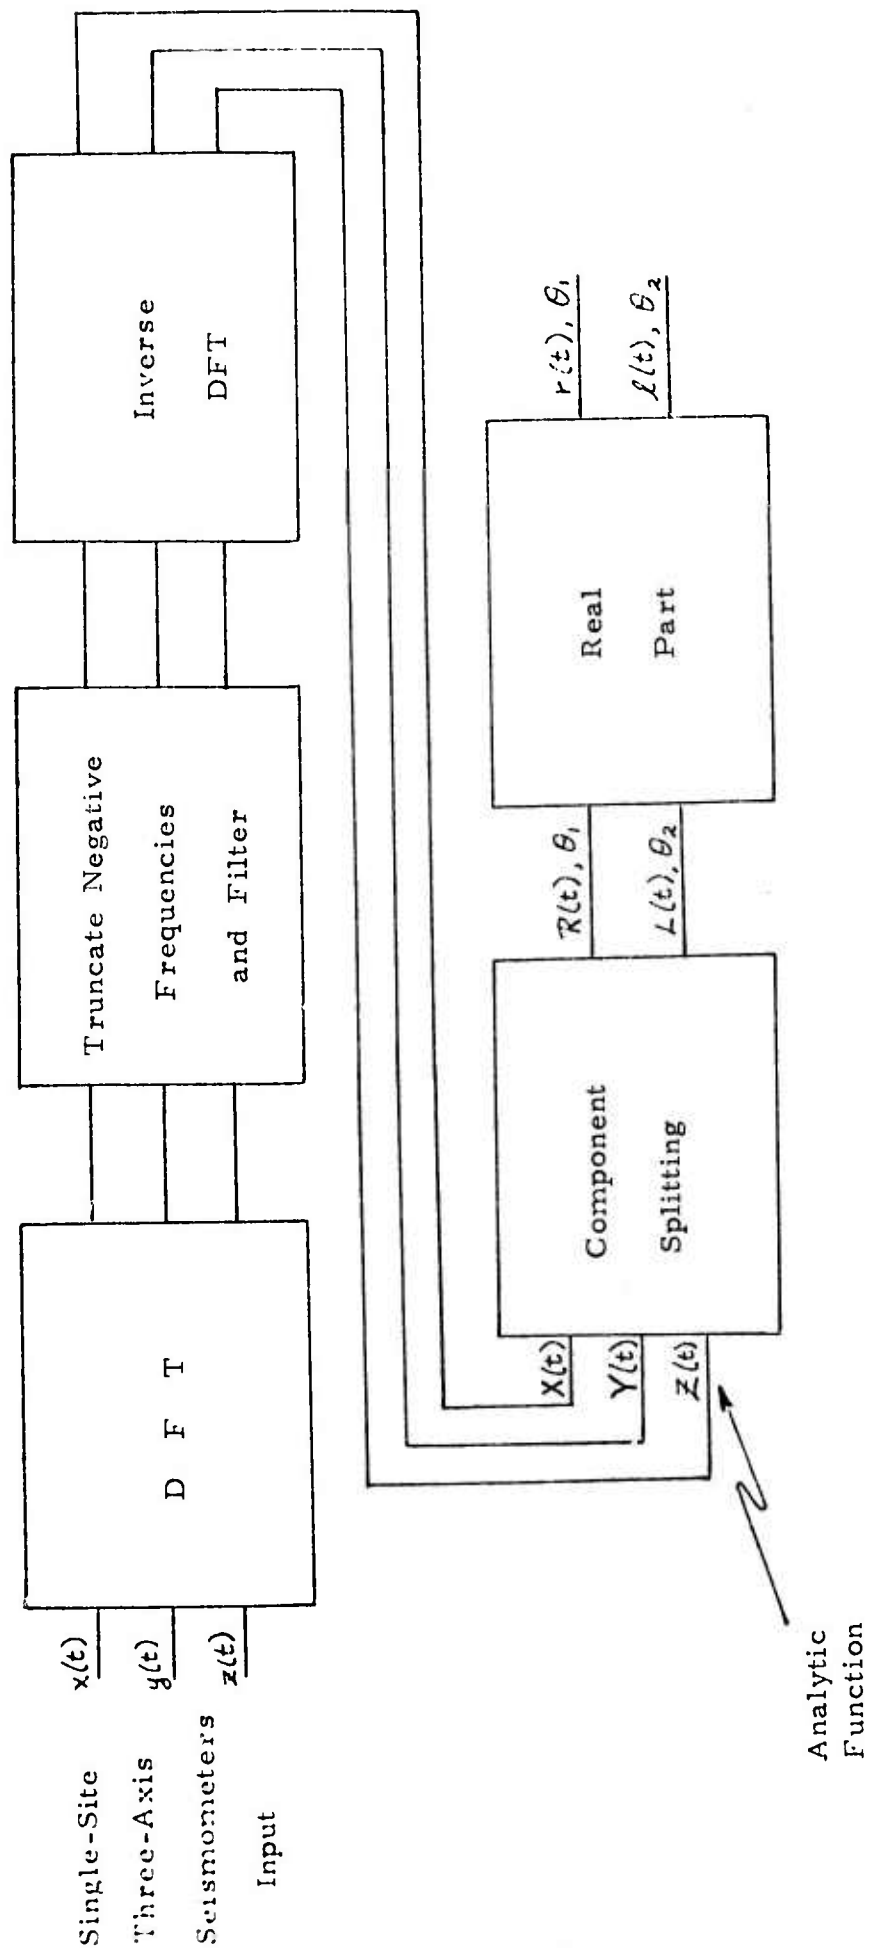 Single-Site
Three-Axis
Seismometers
Input
x(t)
y(t)
z(t)
D F T
Truncate Negative
Frequencies
and Filter
Inverse
DFT
X(t)
Y(t)
Z(t)
Analytic
Function
Component
Splitting
R(t), θ₁
L(t), θ₂
Real
Part
r(t), θ₁
ℓ(t), θ₂